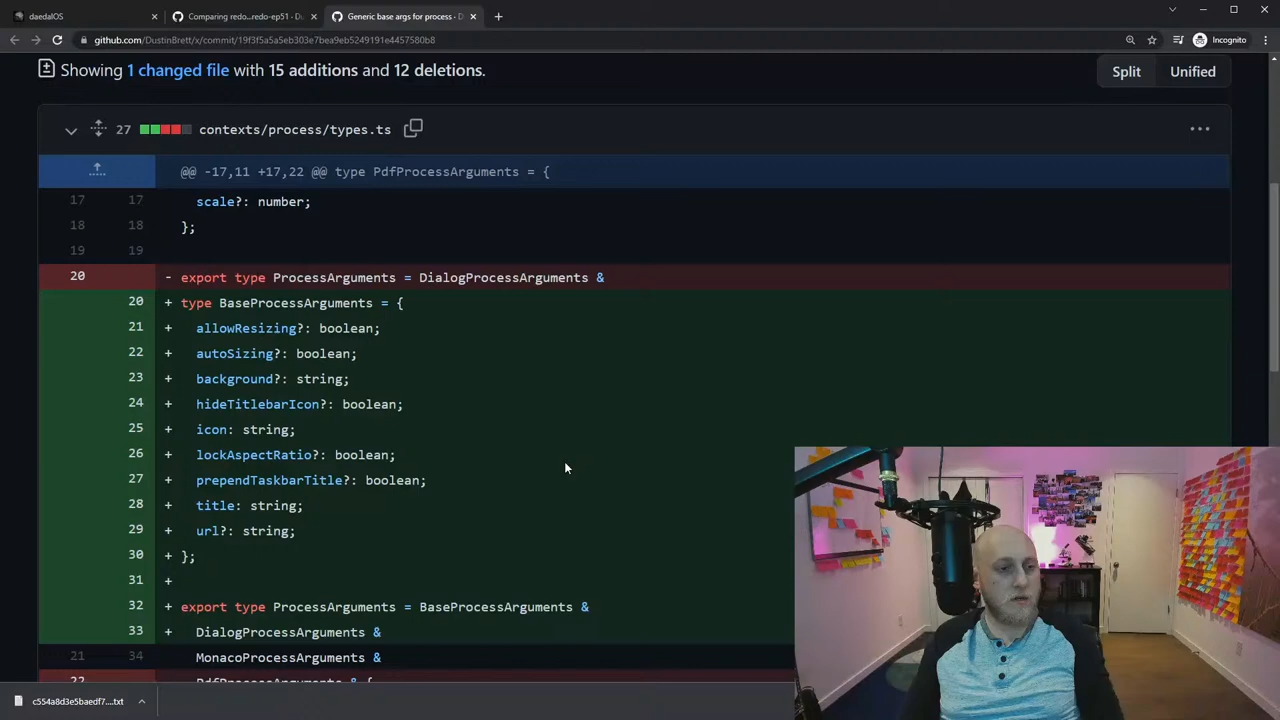 daedalOS
Comparing redo...redo-ep51 · Du
Generic base args for process · D
github.com/DustinBrett/x/commit/19f3f5a5a5eb303e7bea9eb5249191e4457580b8
Incognito
Showing 1 changed file with 15 additions and 12 deletions.
Split
Unified
27
contexts/process/types.ts
@@ -17,11 +17,22 @@ type PdfProcessArguments = {
17 17 scale?: number;
18 18 };
19 19
20 - export type ProcessArguments = DialogProcessArguments &
20 + type BaseProcessArguments = {
21 + allowResizing?: boolean;
22 + autoSizing?: boolean;
23 + background?: string;
24 + hideTitlebarIcon?: boolean;
25 + icon: string;
26 + lockAspectRatio?: boolean;
27 + prependTaskbarTitle?: boolean;
28 + title: string;
29 + url?: string;
30 + };
31 +
32 + export type ProcessArguments = BaseProcessArguments &
33 + DialogProcessArguments &
21 34 MonacoProcessArguments &
22 - PdfProcessArguments & {
c554a8d3e5baedf7....txt